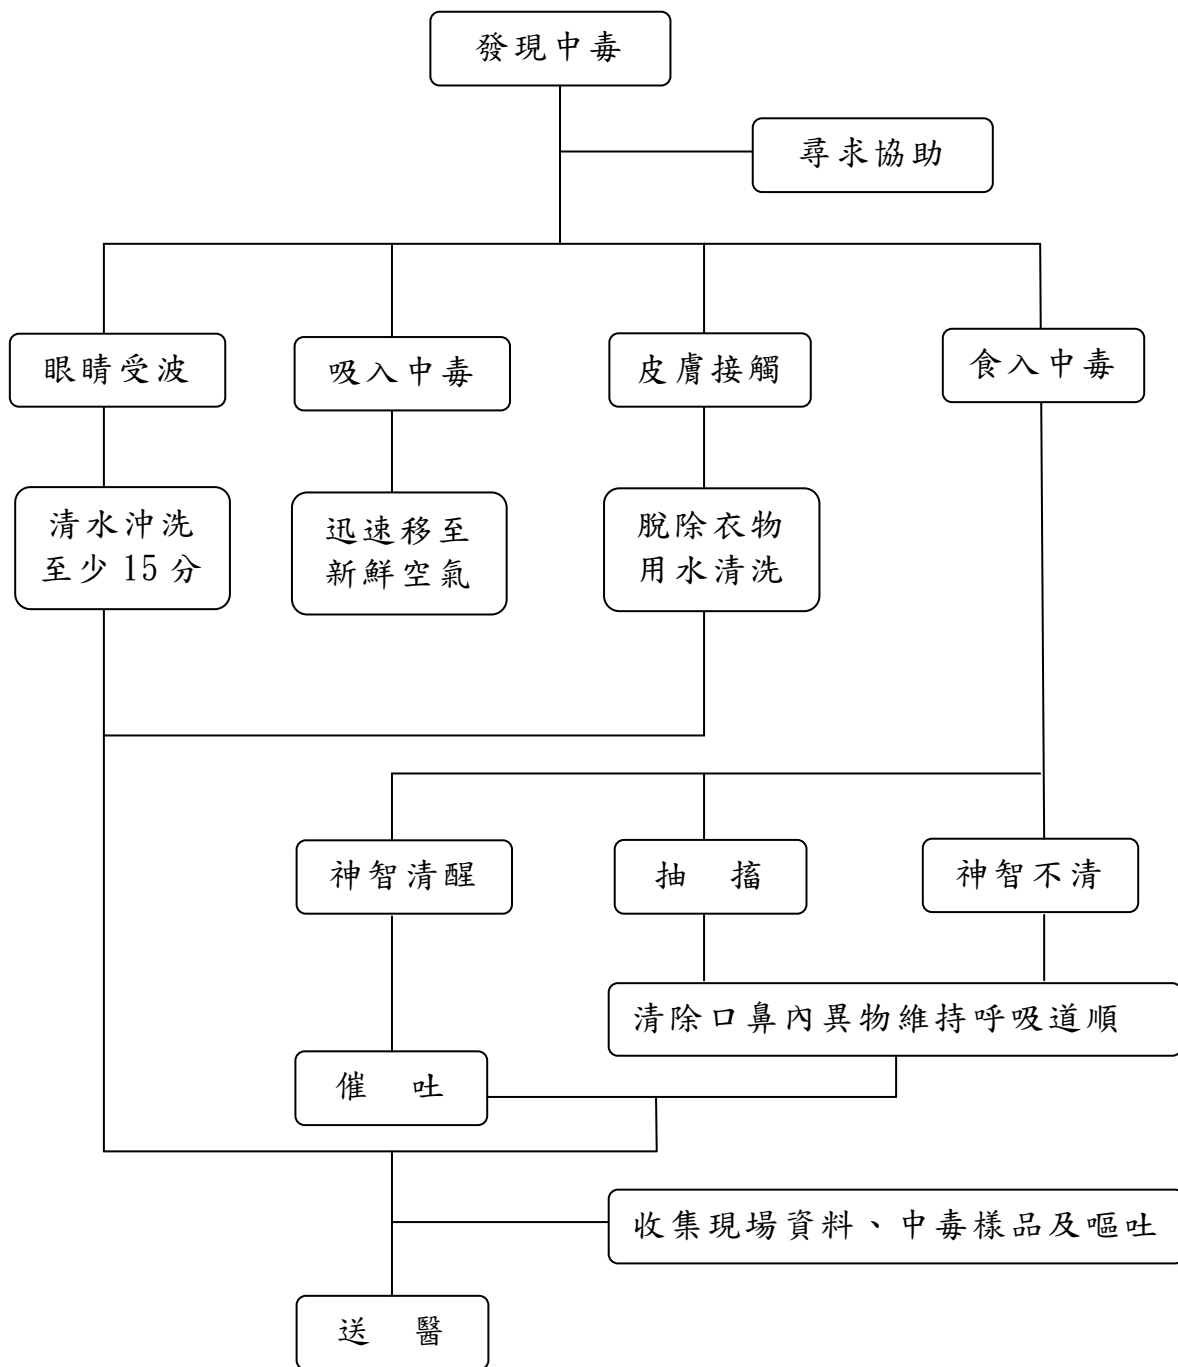 發現中毒
尋求協助
眼睛受波
吸入中毒
皮膚接觸
食入中毒
清水沖洗
至少15分
迅速移至
新鮮空氣
脫除衣物
用水清洗
神智清醒
抽 搐
神智不清
清除口鼻內異物維持呼吸道順
催 吐
收集現場資料、中毒樣品及嘔吐
送 醫